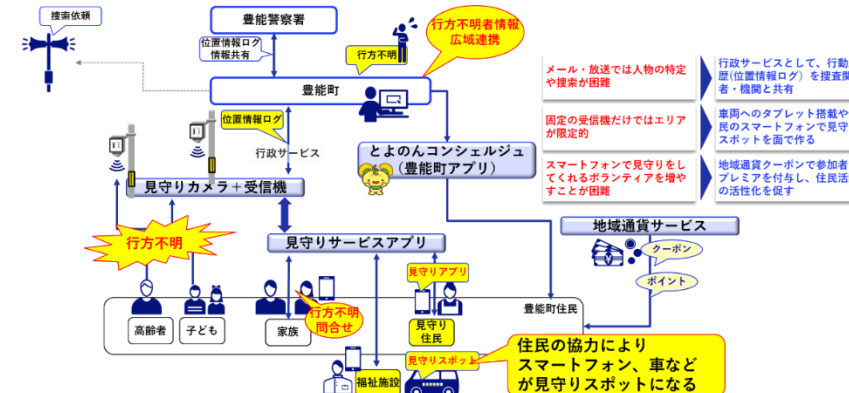 捜索依頼
豊能警察署
位置情報ログ
情報共有
行方不明
行方不明者情報
広域連携
豊能町
位置情報ログ
行政サービス
とよのんコンシェルジュ
（豊能町アプリ）
見守りカメラ＋受信機
行方不明
見守りサービスアプリ
地域通貨サービス
クーポン
ポイント
見守りアプリ
行方不明
問合せ
高齢者
子ども
家族
見守り
住民
豊能町住民
福祉施設
見守りスポット
住民の協力により
スマートフォン、車など
が見守りスポットになる
メール・放送では人物の特定
や捜索が困難
行政サービスとして、行動
歴(位置情報ログ）を捜査関
者・機関と共有
固定の受信機だけではエリア
が限定的
車両へのタブレット搭載や
民のスマートフォンで見守
スポットを面で作る
スマートフォンで見守りをし
てくれるボランティアを増や
すことが困難
地域通貨クーポンで参加者
プレミアを付与し、住民活
の活性化を促す